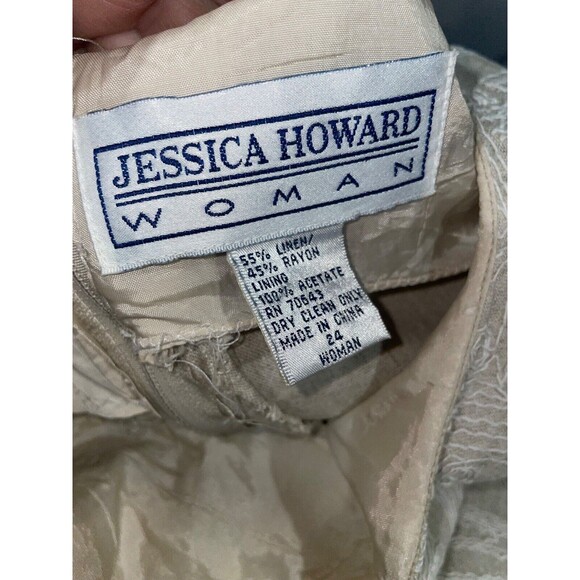 JESSICA HOWARD
WOMAN
55% LINEN/
45% RAYON
LINING
100% ACETATE
RN 70643
DRY CLEAN ONLY
MADE IN CHINA
24
WOMAN